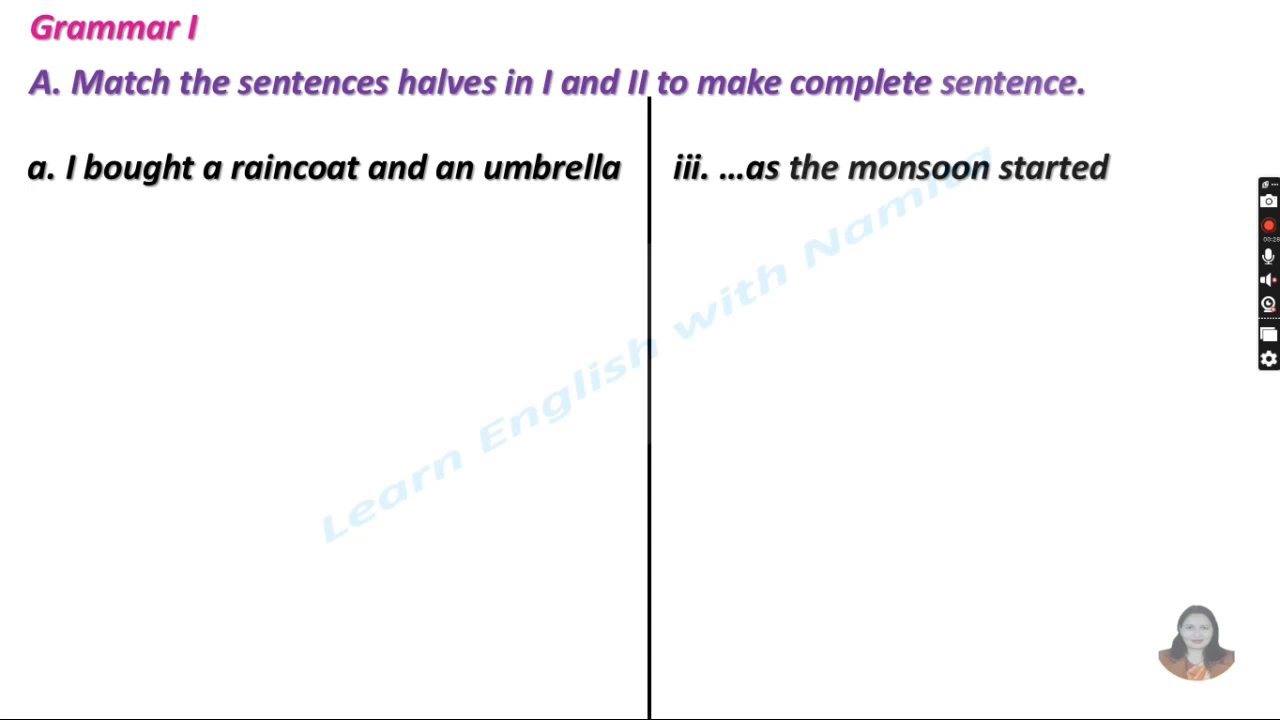 Grammar I
A. Match the sentences halves in I and II to make complete sentence.
a. I bought a raincoat and an umbrella
iii. ...as the monsoon started
Learn English with Namita